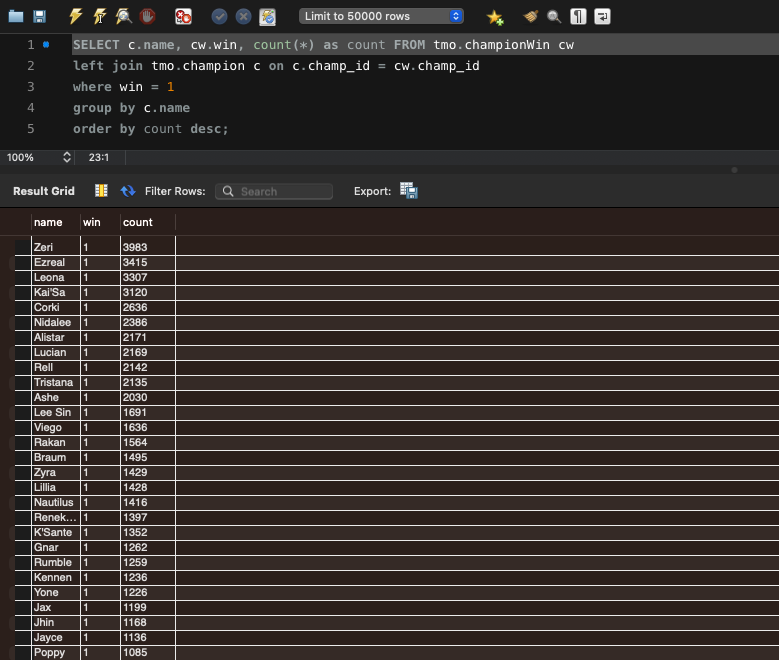 Limit to 50000 rows
1 SELECT c.name, cw.win, count(*) as count FROM tmo.championWin cw
2 left join tmo.champion c on c.champ_id = cw.champ_id
3 where win = 1
4 group by c.name
5 order by count desc;
100% 23:1
Result Grid Filter Rows: Search Export:
name win count
Zeri 1 3983
Ezreal 1 3415
Leona 1 3307
Kai'Sa 1 3120
Corki 1 2636
Nidalee 1 2386
Alistar 1 2171
Lucian 1 2169
Rell 1 2142
Tristana 1 2135
Ashe 1 2030
Lee Sin 1 1691
Viego 1 1636
Rakan 1 1564
Braum 1 1495
Zyra 1 1429
Lillia 1 1428
Nautilus 1 1416
Renek... 1 1397
K'Sante 1 1352
Gnar 1 1262
Rumble 1 1259
Kennen 1 1236
Yone 1 1226
Jax 1 1199
Jhin 1 1168
Jayce 1 1136
Poppy 1 1085